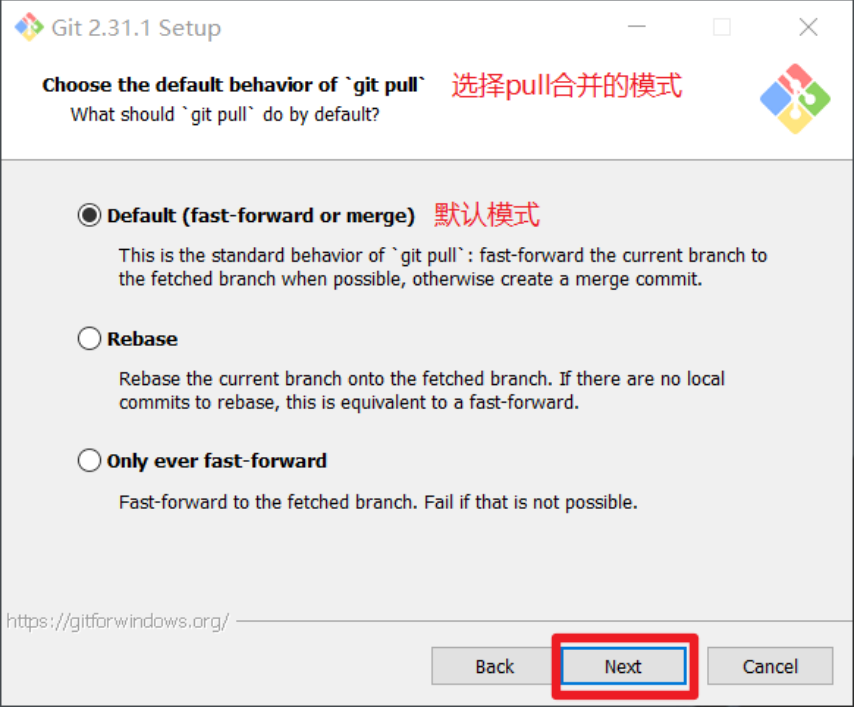 Git 2.31.1 Setup
Choose the default behavior of `git pull` 选择pull合并的模式
What should `git pull` do by default?
Default (fast-forward or merge) 默认模式
This is the standard behavior of `git pull`: fast-forward the current branch to
the fetched branch when possible, otherwise create a merge commit.
Rebase
Rebase the current branch onto the fetched branch. If there are no local
commits to rebase, this is equivalent to a fast-forward.
Only ever fast-forward
Fast-forward to the fetched branch. Fail if that is not possible.
https://gitforwindows.org/
Back Next Cancel